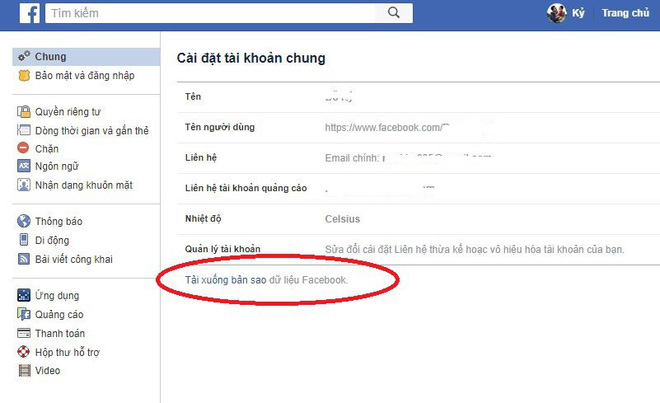 Tìm kiếm
Kỷ
Trang chủ
Chung
Bảo mật và đăng nhập
Quyền riêng tư
Dòng thời gian và gắn thẻ
Chặn
Ngôn ngữ
Nhận dạng khuôn mặt
Thông báo
Di động
Bài viết công khai
Ứng dụng
Quảng cáo
Thanh toán
Hộp thư hỗ trợ
Video
Cài đặt tài khoản chung
Tên
Tên người dùng https://www.facebook.com/
Liên hệ Email chính:
Liên hệ tài khoản quảng cáo
Nhiệt độ Celsius
Quản lý tài khoản Sửa đổi cài đặt Liên hệ thừa kế hoặc vô hiệu hóa tài khoản của bạn.
Tải xuống bản sao dữ liệu Facebook.